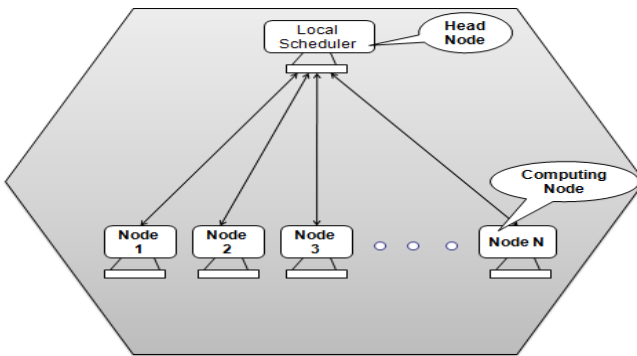 Local
Scheduler
Head
Node
Computing
Node
Node
1
Node
2
Node
3
Node N